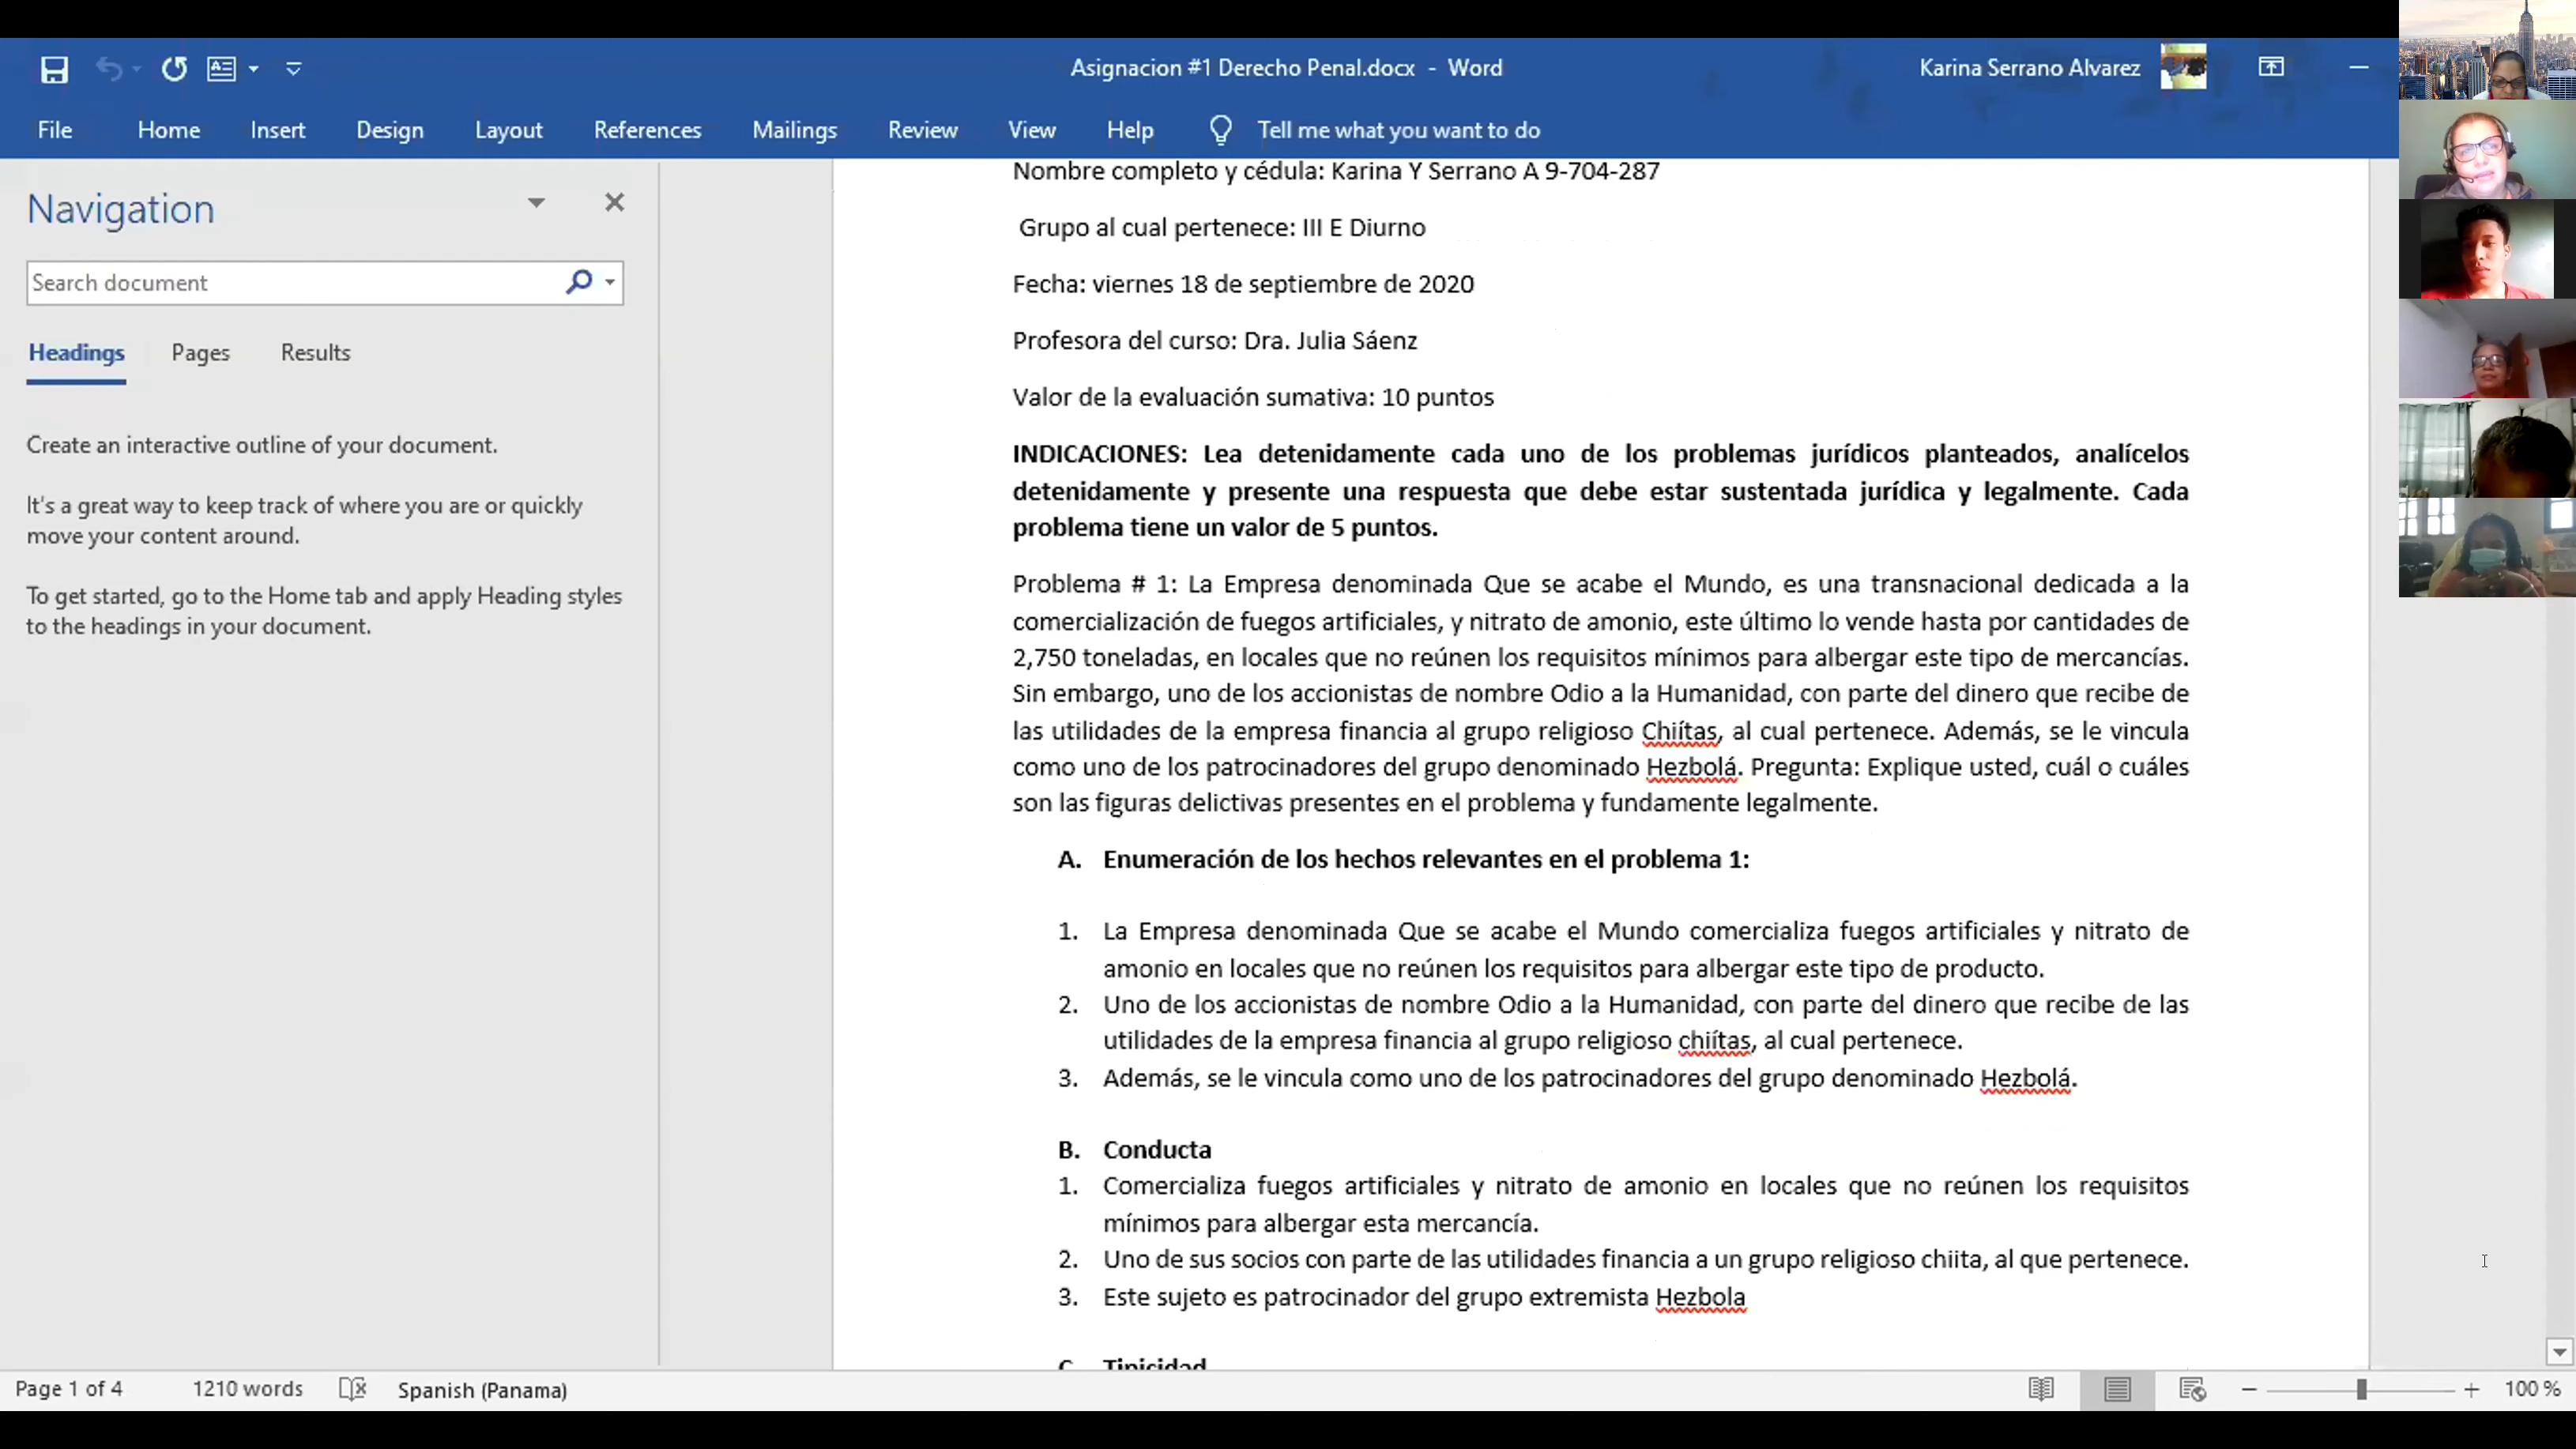 Asignacion #1 Derecho Penal.docx - Word
Karina Serrano Alvarez
File Home Insert Design Layout References Mailings Review View Help Tell me what you want to do
Navigation
Search document
Headings Pages Results
Create an interactive outline of your document.
It's a great way to keep track of where you are or quickly
move your content around.
To get started, go to the Home tab and apply Heading styles
to the headings in your document.
Nombre completo y cédula: Karina Y Serrano A 9-704-287
Grupo al cual pertenece: III E Diurno
Fecha: viernes 18 de septiembre de 2020
Profesora del curso: Dra. Julia Sáenz
Valor de la evaluación sumativa: 10 puntos
INDICACIONES: Lea detenidamente cada uno de los problemas jurídicos planteados, analícelos
detenidamente y presente una respuesta que debe estar sustentada jurídica y legalmente. Cada
problema tiene un valor de 5 puntos.
Problema # 1: La Empresa denominada Que se acabe el Mundo, es una transnacional dedicada a la
comercialización de fuegos artificiales, y nitrato de amonio, este último lo vende hasta por cantidades de
2,750 toneladas, en locales que no reúnen los requisitos mínimos para albergar este tipo de mercancías.
Sin embargo, uno de los accionistas de nombre Odio a la Humanidad, con parte del dinero que recibe de
las utilidades de la empresa financia al grupo religioso Chiítas, al cual pertenece. Además, se le vincula
como uno de los patrocinadores del grupo denominado Hezbolá. Pregunta: Explique usted, cuál o cuáles
son las figuras delictivas presentes en el problema y fundamente legalmente.
A. Enumeración de los hechos relevantes en el problema 1:
1. La Empresa denominada Que se acabe el Mundo comercializa fuegos artificiales y nitrato de
amonio en locales que no reúnen los requisitos para albergar este tipo de producto.
2. Uno de los accionistas de nombre Odio a la Humanidad, con parte del dinero que recibe de las
utilidades de la empresa financia al grupo religioso chiítas, al cual pertenece.
3. Además, se le vincula como uno de los patrocinadores del grupo denominado Hezbolá.
B. Conducta
1. Comercializa fuegos artificiales y nitrato de amonio en locales que no reúnen los requisitos
mínimos para albergar esta mercancía.
2. Uno de sus socios con parte de las utilidades financia a un grupo religioso chiita, al que pertenece.
3. Este sujeto es patrocinador del grupo extremista Hezbola
C. Tipicidad
Page 1 of 4 1210 words Spanish (Panama) 100 %